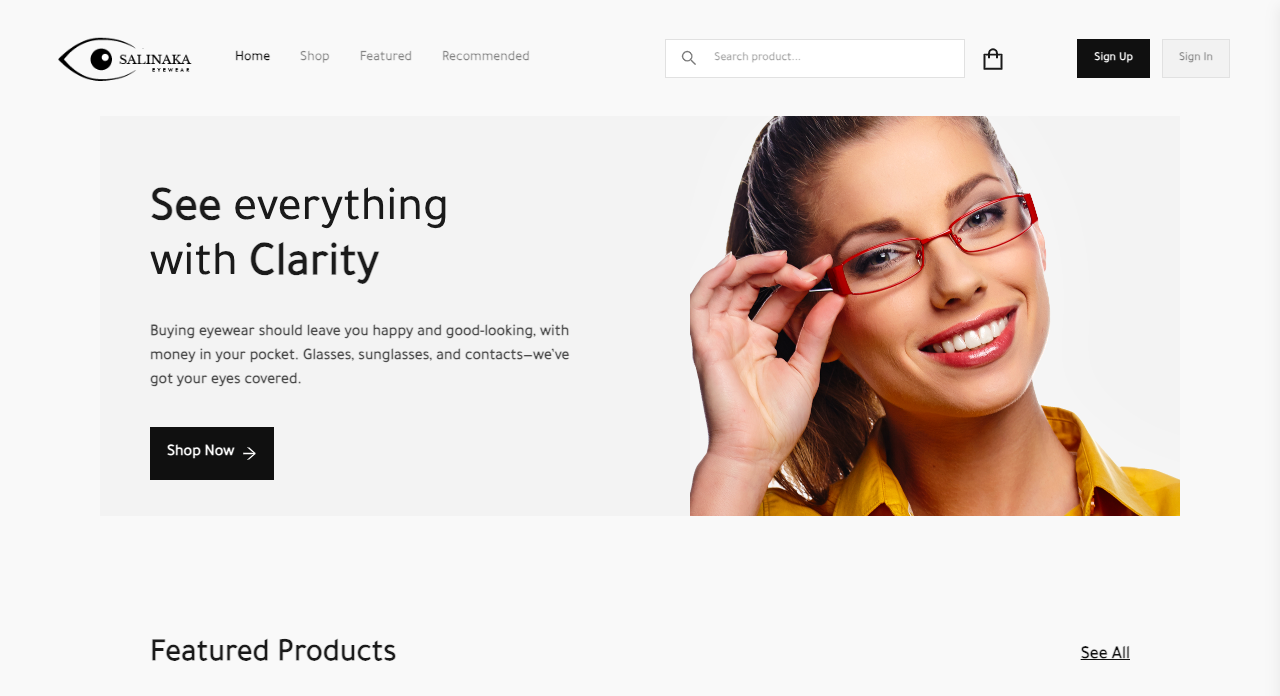 SALINAKA
EYEWEAR
Home
Shop
Featured
Recommended
Search product...
Sign Up
Sign In
See everything
with Clarity
Buying eyewear should leave you happy and good-looking, with
money in your pocket. Glasses, sunglasses, and contacts—we've
got your eyes covered.
Shop Now
Featured Products
See All